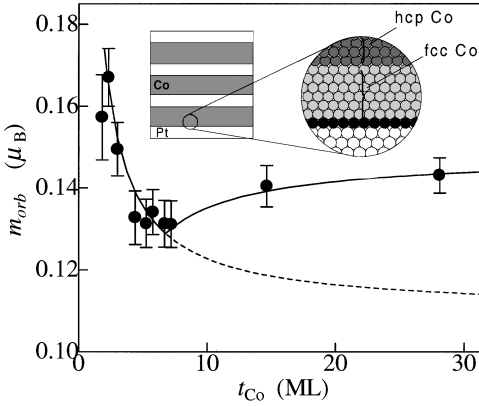 0.18
0.16
0.14
0.12
0.10
m_orb (μ_B)
hcp Co
fcc Co
Co
Pt
0
10
20
30
t_Co (ML)